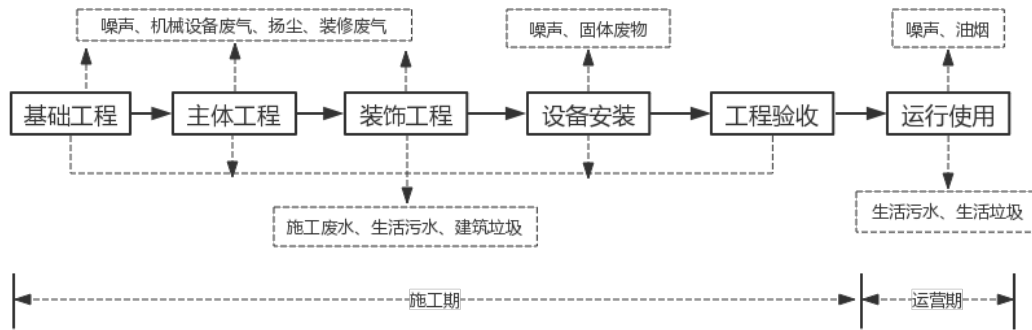 噪声、机械设备废气、扬尘、装修废气
噪声、固体废物
噪声、油烟
基础工程
主体工程
装饰工程
设备安装
工程验收
运行使用
施工废水、生活污水、建筑垃圾
生活污水、生活垃圾
施工期
运营期